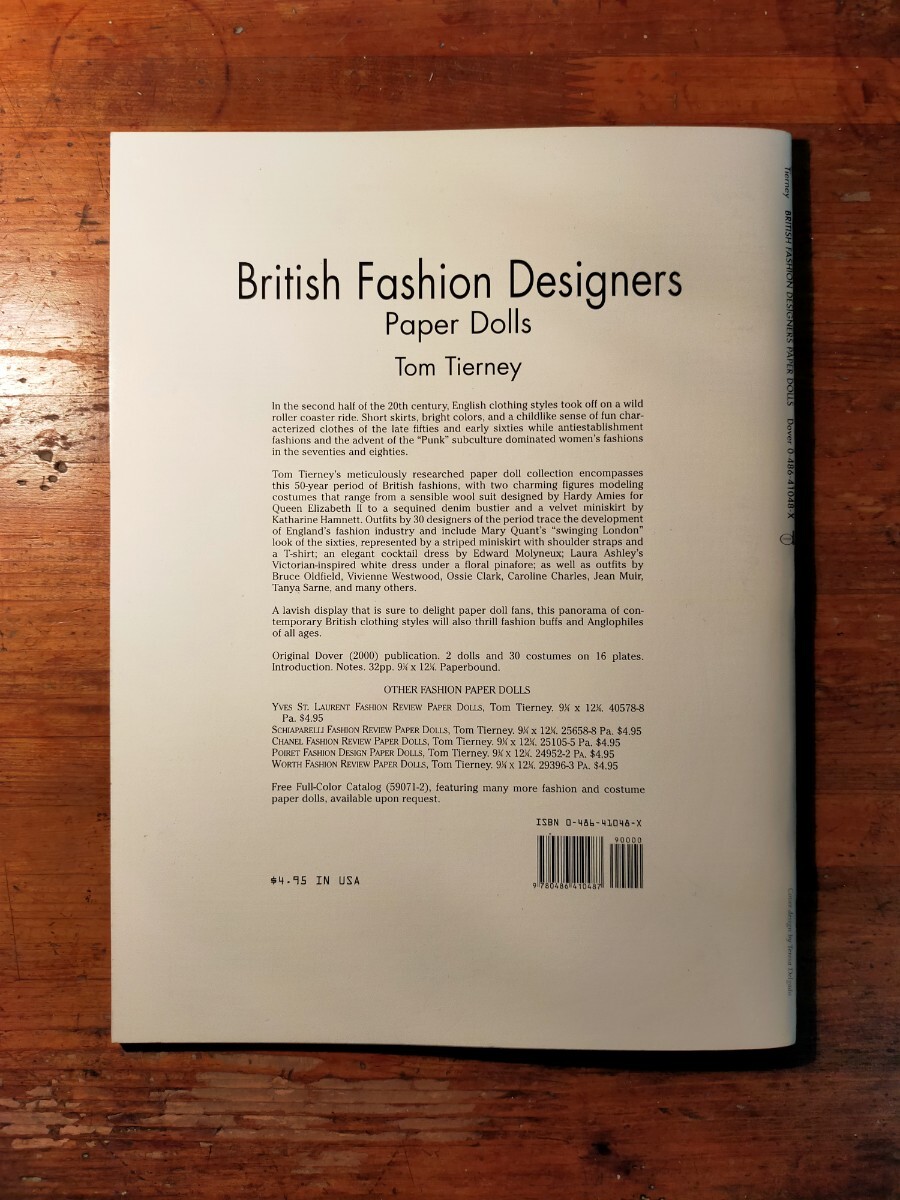 British Fashion Designers
Paper Dolls
Tom Tierney
In the second half of the 20th century, English clothing styles took off on a wild
roller coaster ride. Short skirts, bright colors, and a childlike sense of fun char-
acterized clothes of the late fifties and early sixties while antiestablishment
fashions and the advent of the “Punk” subculture dominated women’s fashions
in the seventies and eighties.
Tom Tierney’s meticulously researched paper doll collection encompasses
this 50-year period of British fashions, with two charming figures modeling
costumes that range from a sensible wool suit designed by Hardy Amies for
Queen Elizabeth II to a sequined denim bustier and a velvet miniskirt by
Katharine Hamnett. Outfits by 30 designers of the period trace the development
of England’s fashion industry and include Mary Quant’s “swinging London”
look of the sixties, represented by a striped miniskirt with shoulder straps and
a T-shirt; an elegant cocktail dress by Edward Molyneux; Laura Ashley’s
Victorian-inspired white dress under a floral pinafore; as well as outfits by
Bruce Oldfield, Vivienne Westwood, Ossie Clark, Caroline Charles, Jean Muir,
Tanya Sarne, and many others.
A lavish display that is sure to delight paper doll fans, this panorama of con-
temporary British clothing styles will also thrill fashion buffs and Anglophiles
of all ages.
Original Dover (2000) publication. 2 dolls and 30 costumes on 16 plates.
Introduction. Notes. 32pp. 9¼ x 12¼. Paperbound.
OTHER FASHION PAPER DOLLS
YVES ST. LAURENT FASHION REVIEW PAPER DOLLS, Tom Tierney. 9¼ x 12¼. 40578-8
Pa. $4.95
SCHIAPARELLI FASHION REVIEW PAPER DOLLS, Tom Tierney. 9¼ x 12¼. 25658-8 Pa. $4.95
CHANEL FASHION REVIEW PAPER DOLLS, Tom Tierney. 9¼ x 12¼. 25105-5 Pa. $4.95
POIRET FASHION DESIGN PAPER DOLLS, Tom Tierney. 9¼ x 12¼. 24952-2 Pa. $4.95
WORTH FASHION REVIEW PAPER DOLLS, Tom Tierney. 9¼ x 12¼. 29396-3 PA. $4.95
Free Full-Color Catalog (59071-2), featuring many more fashion and costume
paper dolls, available upon request.
ISBN 0-486-41048-X
90000
9 780486 410487
$4.95 IN USA
Tierney BRITISH FASHION DESIGNERS PAPER DOLLS Dover 0-486-41048-X
Cover design by Teresa Delgado